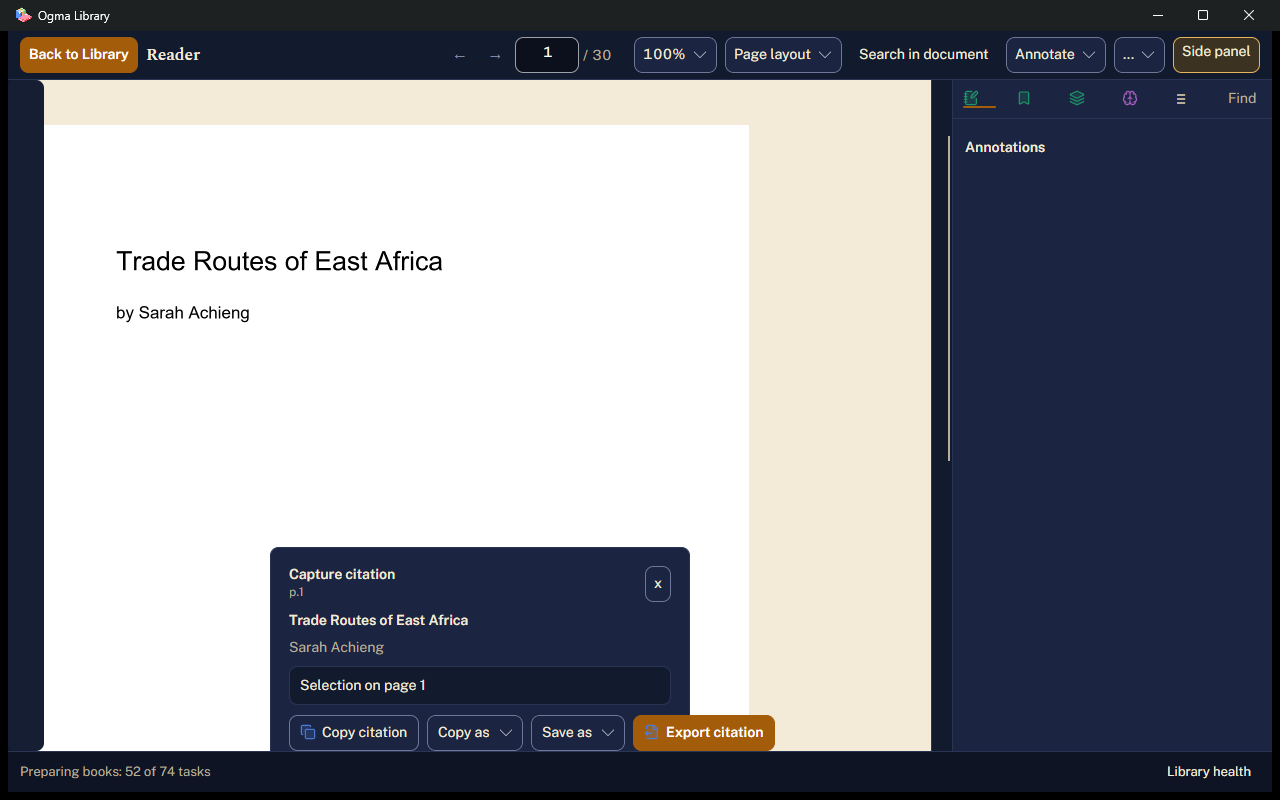 Ogma Library
Back to Library Reader ← → 1 / 30 100% Page layout Search in document Annotate ... Side panel
Find
Annotations
Trade Routes of East Africa
by Sarah Achieng
Capture citation
p.1
x
Trade Routes of East Africa
Sarah Achieng
Selection on page 1
Copy citation Copy as Save as Export citation
Preparing books: 52 of 74 tasks Library health